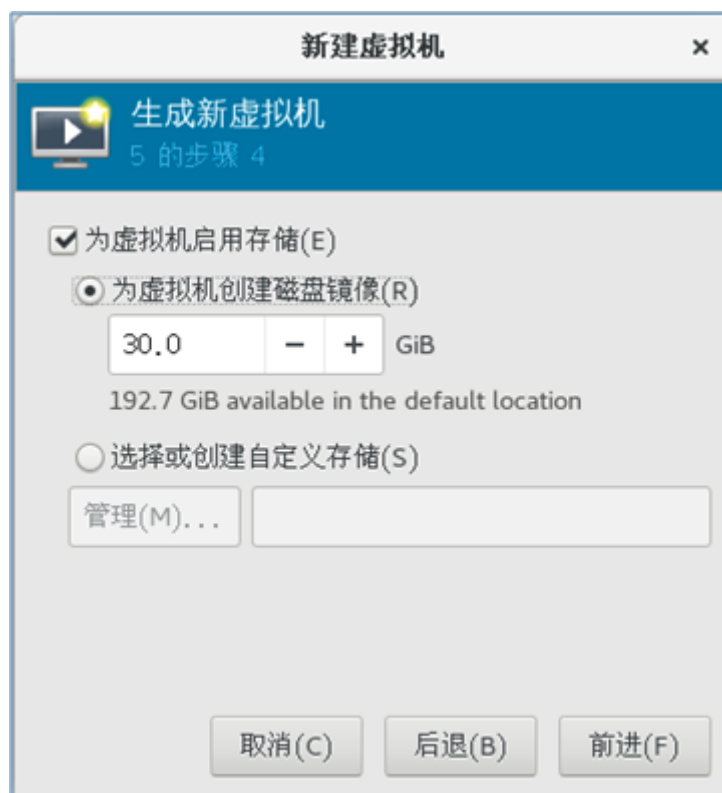 新建虚拟机 ×
生成新虚拟机
5 的步骤 4
为虚拟机启用存储(E)
为虚拟机创建磁盘镜像(R)
30.0 − + GiB
192.7 GiB available in the default location
选择或创建自定义存储(S)
管理(M)...
取消(C) 后退(B) 前进(F)